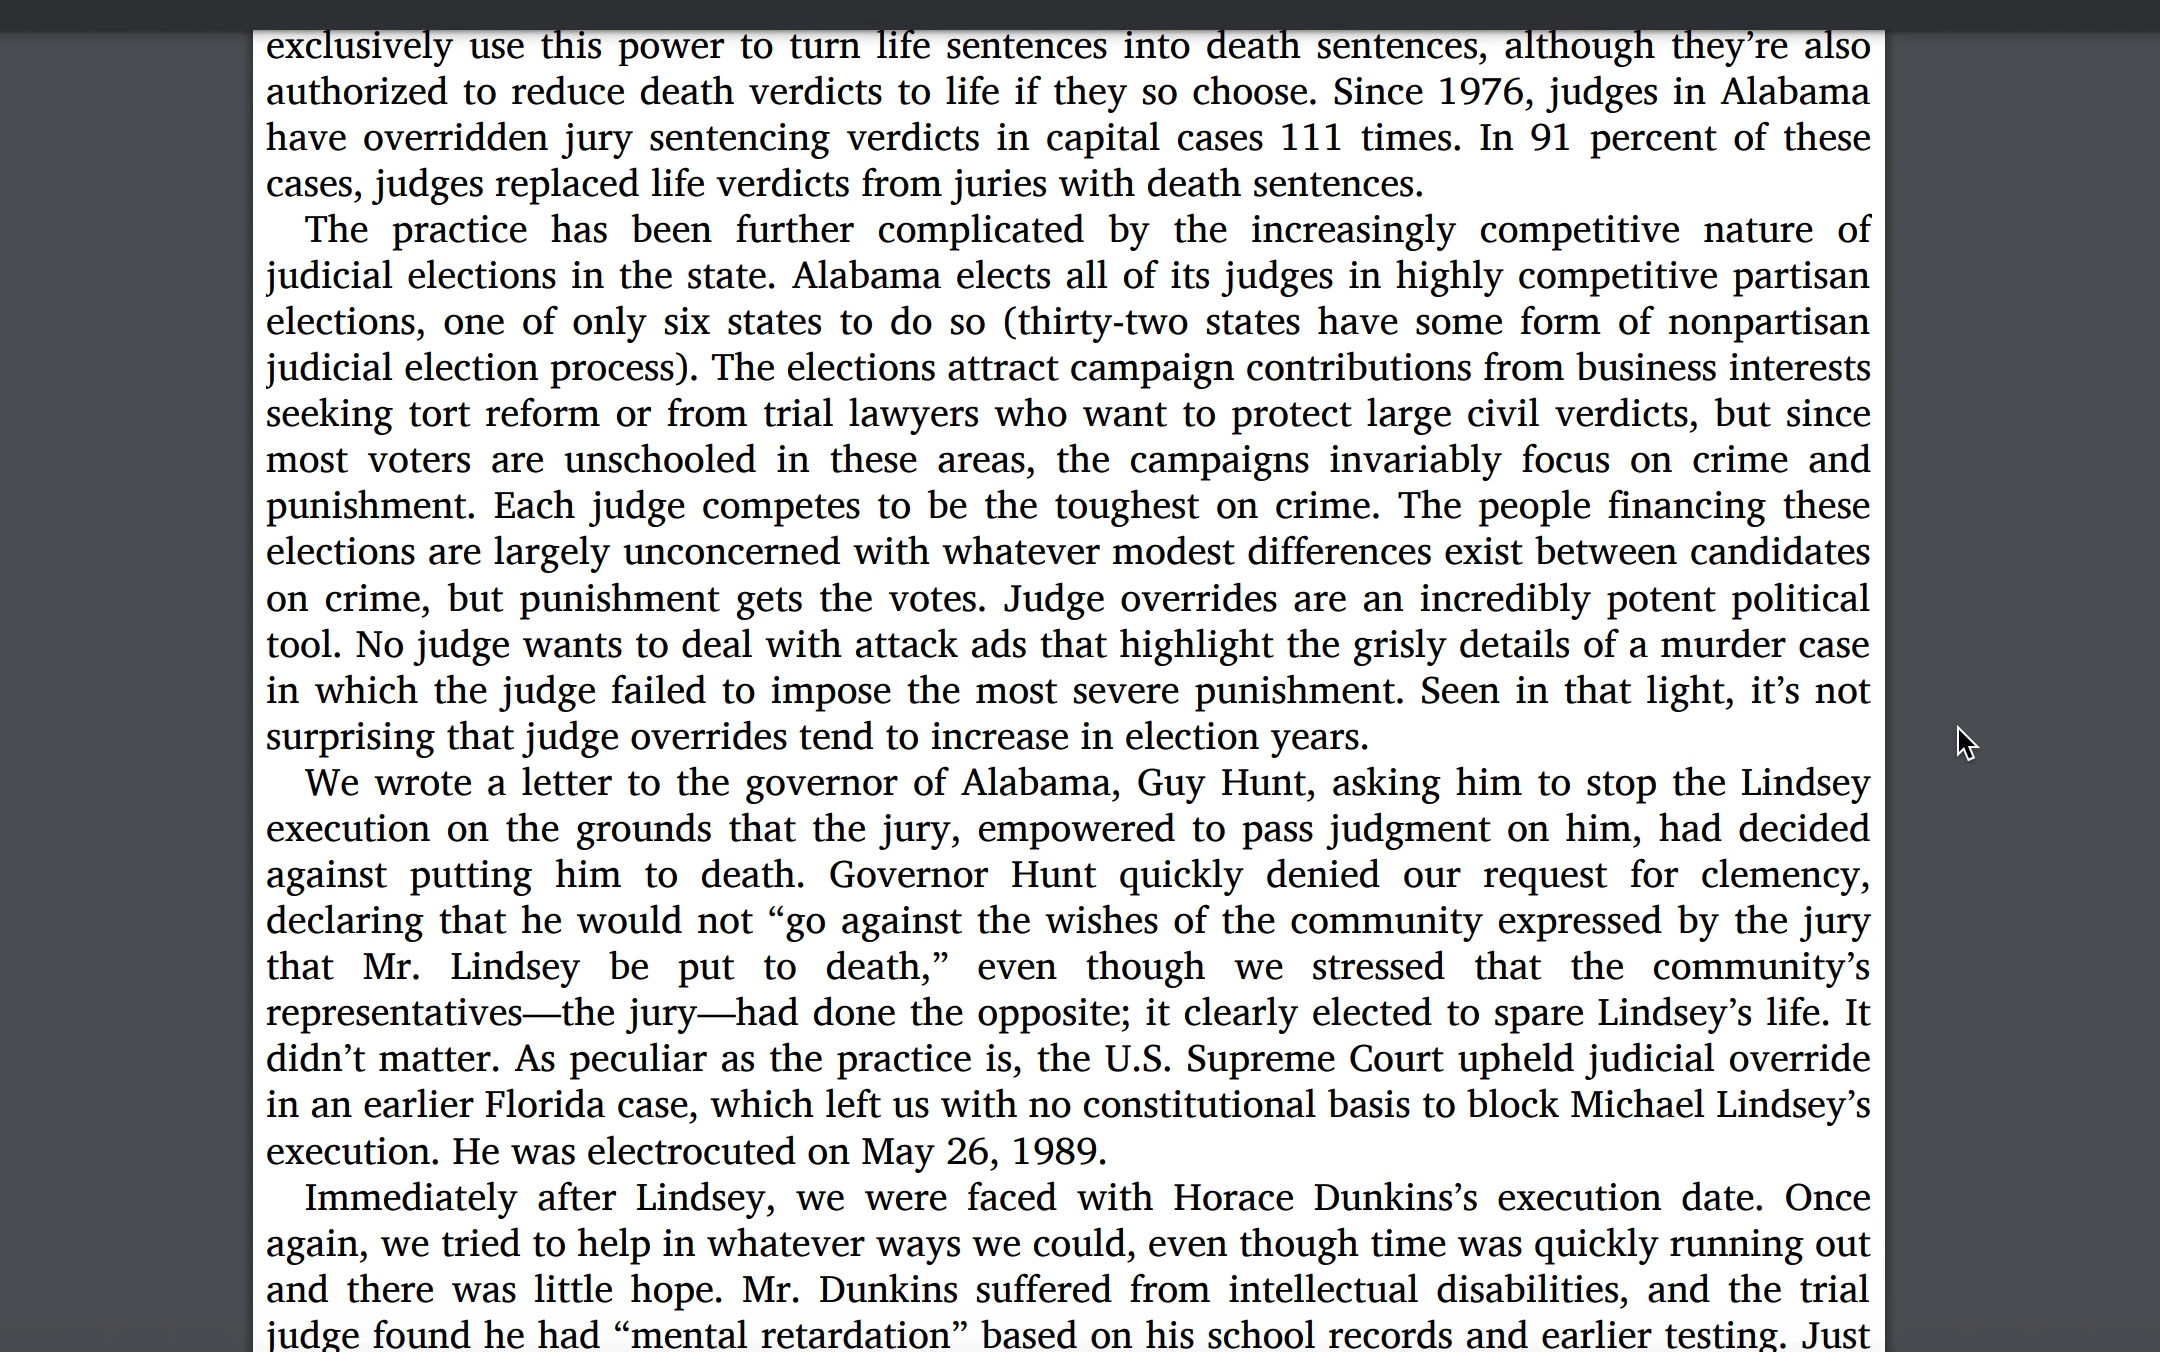 exclusively use this power to turn life sentences into death sentences, although they’re also
authorized to reduce death verdicts to life if they so choose. Since 1976, judges in Alabama
have overridden jury sentencing verdicts in capital cases 111 times. In 91 percent of these
cases, judges replaced life verdicts from juries with death sentences.
The practice has been further complicated by the increasingly competitive nature of
judicial elections in the state. Alabama elects all of its judges in highly competitive partisan
elections, one of only six states to do so (thirty-two states have some form of nonpartisan
judicial election process). The elections attract campaign contributions from business interests
seeking tort reform or from trial lawyers who want to protect large civil verdicts, but since
most voters are unschooled in these areas, the campaigns invariably focus on crime and
punishment. Each judge competes to be the toughest on crime. The people financing these
elections are largely unconcerned with whatever modest differences exist between candidates
on crime, but punishment gets the votes. Judge overrides are an incredibly potent political
tool. No judge wants to deal with attack ads that highlight the grisly details of a murder case
in which the judge failed to impose the most severe punishment. Seen in that light, it’s not
surprising that judge overrides tend to increase in election years.
We wrote a letter to the governor of Alabama, Guy Hunt, asking him to stop the Lindsey
execution on the grounds that the jury, empowered to pass judgment on him, had decided
against putting him to death. Governor Hunt quickly denied our request for clemency,
declaring that he would not “go against the wishes of the community expressed by the jury
that Mr. Lindsey be put to death,” even though we stressed that the community’s
representatives—the jury—had done the opposite; it clearly elected to spare Lindsey’s life. It
didn’t matter. As peculiar as the practice is, the U.S. Supreme Court upheld judicial override
in an earlier Florida case, which left us with no constitutional basis to block Michael Lindsey’s
execution. He was electrocuted on May 26, 1989.
Immediately after Lindsey, we were faced with Horace Dunkins’s execution date. Once
again, we tried to help in whatever ways we could, even though time was quickly running out
and there was little hope. Mr. Dunkins suffered from intellectual disabilities, and the trial
judge found he had “mental retardation” based on his school records and earlier testing. Just